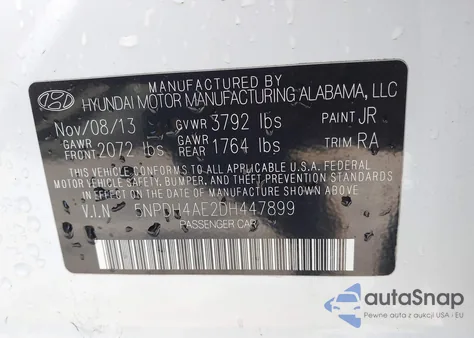 MANUFACTURED BY
HYUNDAI MOTOR MANUFACTURING ALABAMA, LLC
Nov/08/13 GVWR 3792 lbs PAINT JR
GAWR FRONT 2072 lbs GAWR REAR 1764 lbs TRIM RA
THIS VEHICLE CONFORMS TO ALL APPLICABLE U.S.A. FEDERAL
MOTOR VEHICLE SAFETY, BUMPER, AND THEFT PREVENTION STANDARDS
IN EFFECT ON THE DATE OF MANUFACTURE SHOWN ABOVE.
V.I.N 5NPDH4AE2DH447899
PASSENGER CAR
autoSnap
Pewne auta z aukcji USA i EU